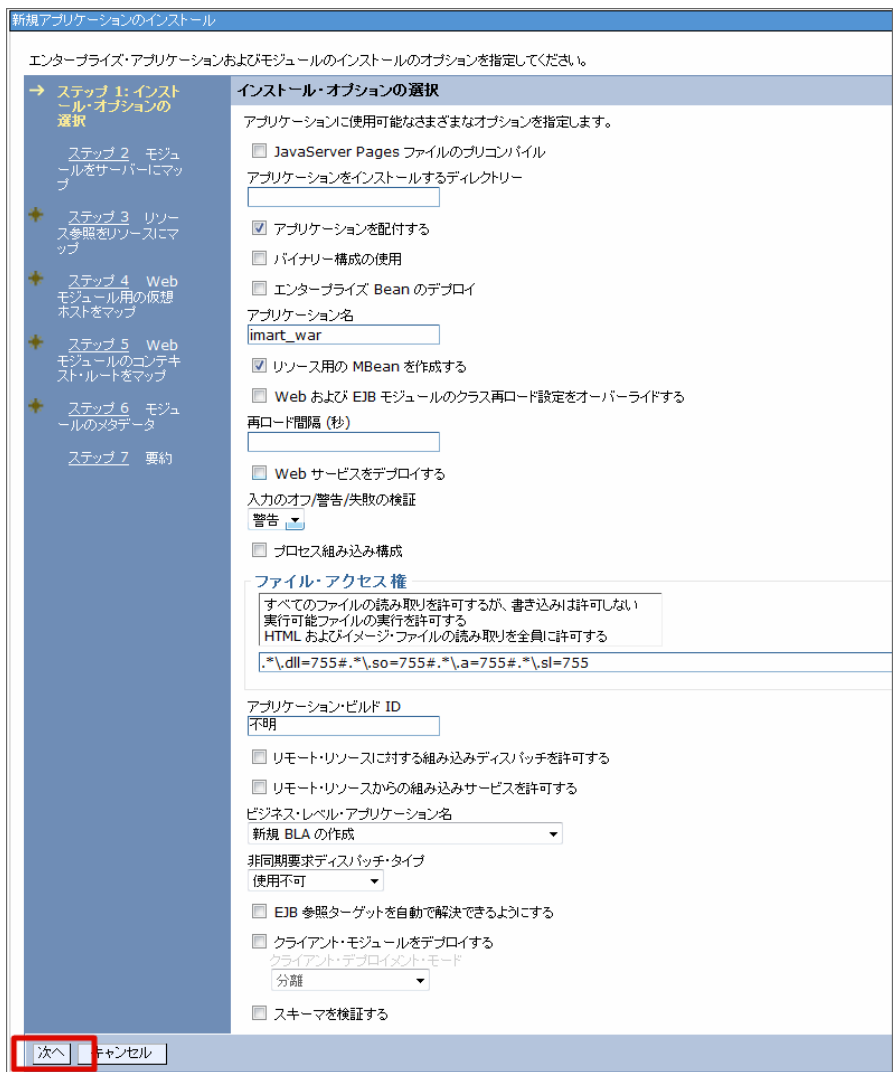 新規アプリケーションのインストール
エンタープライズ・アプリケーションおよびモジュールのインストールのオプションを指定してください。
→ ステップ 1: インスト
ール・オプションの
選択
ステップ 2 モジュ
ールをサーバーにマッ
プ
ステップ 3 リソー
ス参照をリソースにマ
ップ
ステップ 4 Web
モジュール用の仮想
ホストをマップ
ステップ 5 Web
モジュールのコンテキ
スト・ルートをマップ
ステップ 6 モジュ
ールのメタデータ
ステップ 7 要約
インストール・オプションの選択
アプリケーションに使用可能なさまざまなオプションを指定します。
JavaServer Pages ファイルのプリコンパイル
アプリケーションをインストールするディレクトリー
アプリケーションを配付する
バイナリー構成の使用
エンタープライズ Bean のデプロイ
アプリケーション名
imart_war
リソース用の MBean を作成する
Web および EJB モジュールのクラス再ロード設定をオーバーライドする
再ロード間隔 (秒)
Web サービスをデプロイする
入力のオフ/警告/失敗の検証
警告
プロセス組み込み構成
ファイル・アクセス権
すべてのファイルの読み取りを許可するが、書き込みは許可しない
実行可能ファイルの実行を許可する
HTML およびイメージ・ファイルの読み取りを全員に許可する
.*\.dll=755#.*\.so=755#.*\.a=755#.*\.sl=755
アプリケーション・ビルド ID
不明
リモート・リソースに対する組み込みディスパッチを許可する
リモート・リソースからの組み込みサービスを許可する
ビジネス・レベル・アプリケーション名
新規 BLA の作成
非同期要求ディスパッチ・タイプ
使用不可
EJB 参照ターゲットを自動で解決できるようにする
クライアント・モジュールをデプロイする
クライアント・デプロイメント・モード
分離
スキーマを検証する
次へ キャンセル